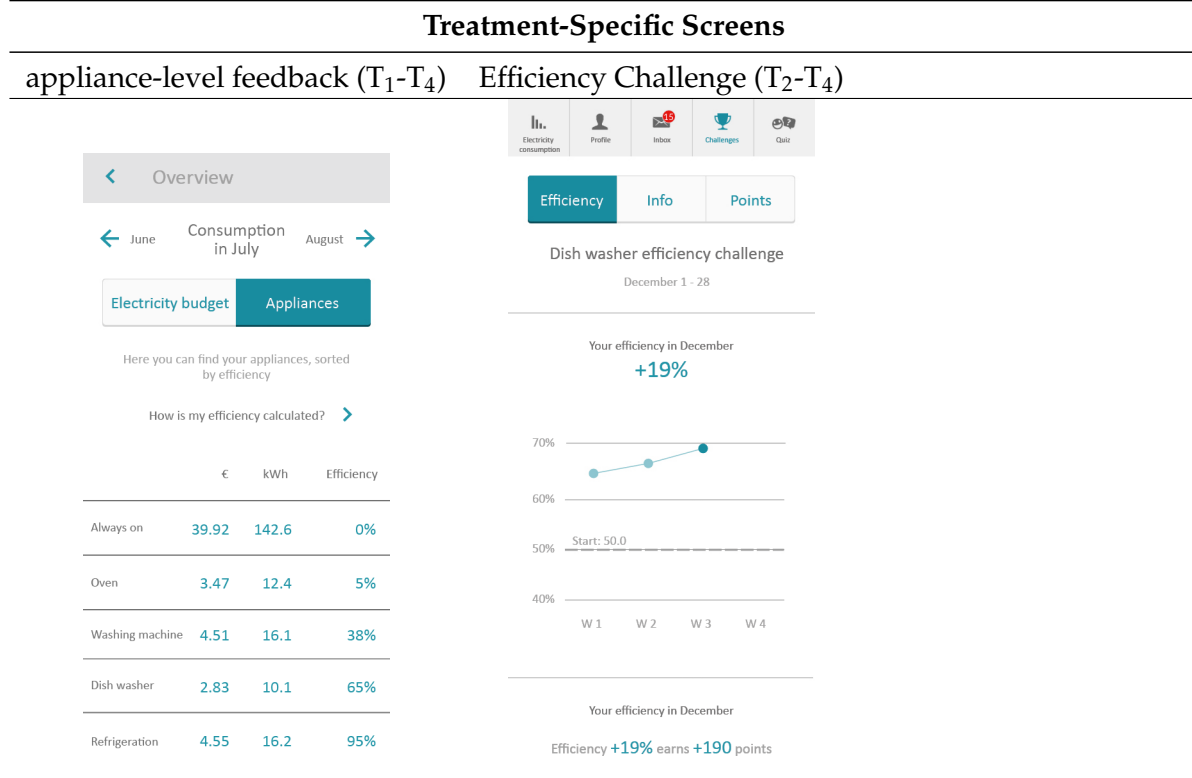 Treatment-Specific Screens
appliance-level feedback (T₁-T₄) Efficiency Challenge (T₂-T₄)
Overview
June Consumption in July August
Electricity budget Appliances
Here you can find your appliances, sorted
by efficiency
How is my efficiency calculated?
€ kWh Efficiency
Always on 39.92 142.6 0%
Oven 3.47 12.4 5%
Washing machine 4.51 16.1 38%
Dish washer 2.83 10.1 65%
Refrigeration 4.55 16.2 95%
15
Electricity consumption Profile Inbox Challenges Quiz
Efficiency Info Points
Dish washer efficiency challenge
December 1 - 28
Your efficiency in December
+19%
70%
60%
Start: 50.0
50%
40%
W 1 W 2 W 3 W 4
Your efficiency in December
Efficiency +19% earns +190 points